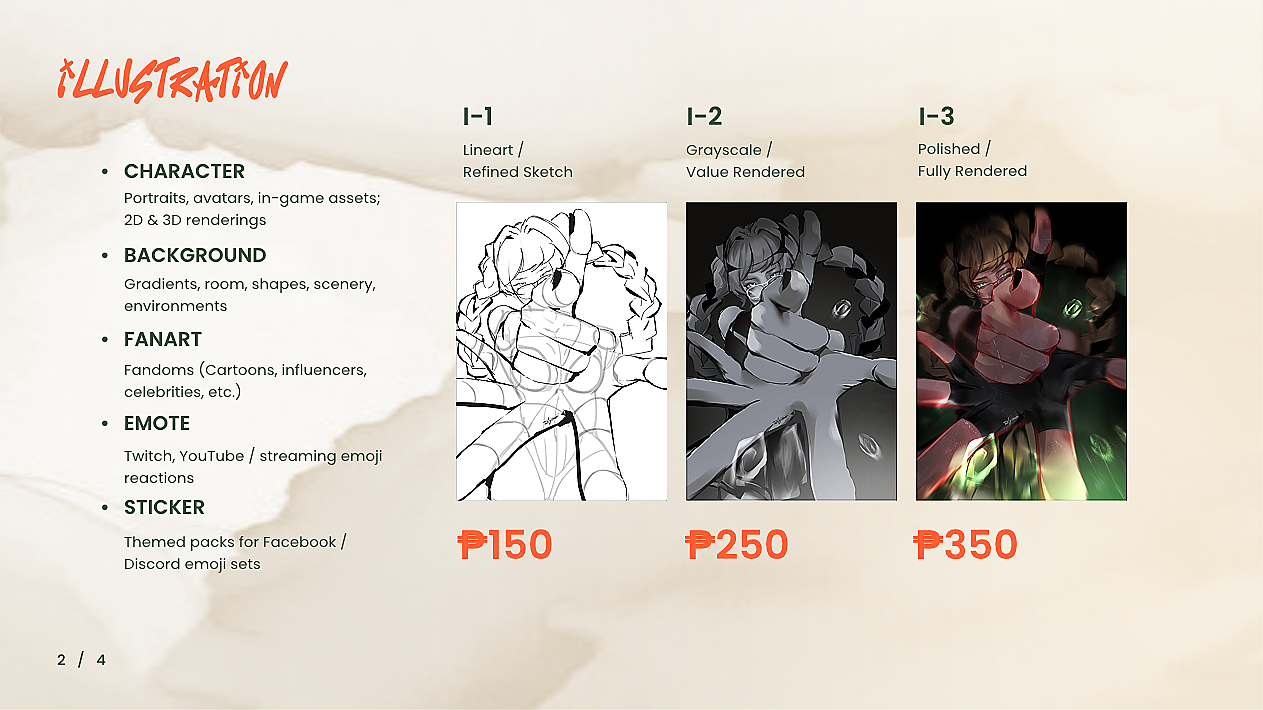 iLLUSTRATiON
• CHARACTER
Portraits, avatars, in-game assets;
2D & 3D renderings
• BACKGROUND
Gradients, room, shapes, scenery,
environments
• FANART
Fandoms (Cartoons, influencers,
celebrities, etc.)
• EMOTE
Twitch, YouTube / streaming emoji
reactions
• STICKER
Themed packs for Facebook /
Discord emoji sets
I-1
Lineart /
Refined Sketch
₱150
I-2
Grayscale /
Value Rendered
₱250
I-3
Polished /
Fully Rendered
₱350
2 / 4